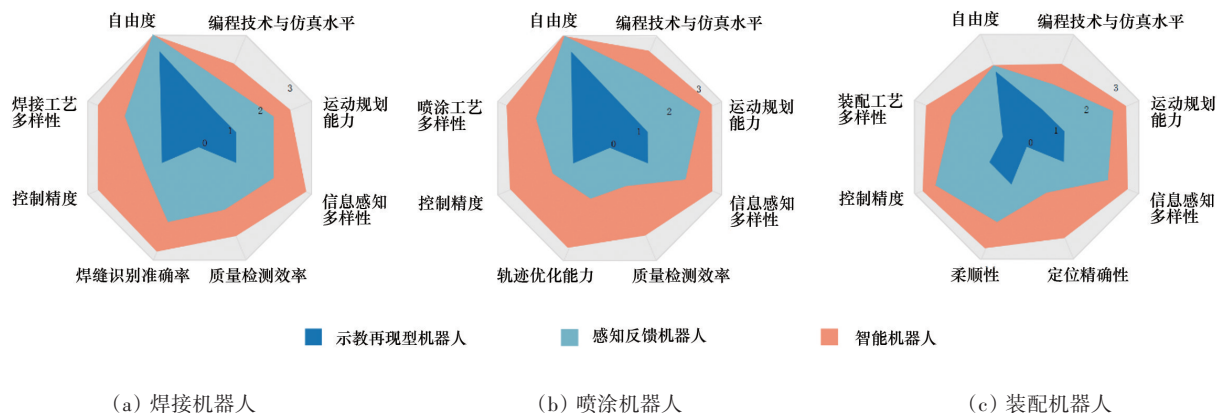 自由度
编程技术与仿真水平
焊接工艺
多样性
3
2
1
0
运动规划
能力
控制精度
信息感知
多样性
焊缝识别准确率
质量检测效率
自由度
编程技术与仿真水平
喷涂工艺
多样性
3
2
1
0
运动规划
能力
控制精度
信息感知
多样性
轨迹优化能力
质量检测效率
自由度
编程技术与仿真水平
装配工艺
多样性
3
2
1
0
运动规划
能力
控制精度
信息感知
多样性
柔顺性
定位精确性
示教再现型机器人
感知反馈机器人
智能机器人
(a) 焊接机器人
(b) 喷涂机器人
(c) 装配机器人